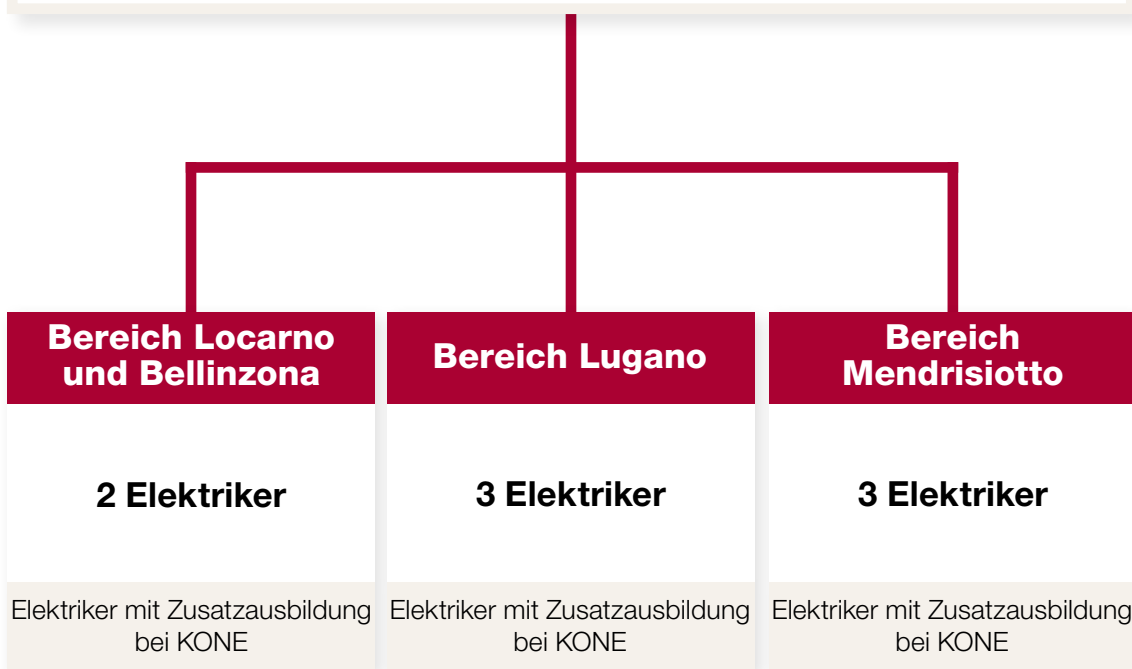 Bereich Locarno
und Bellinzona
2 Elektriker
Elektriker mit Zusatzausbildung
bei KONE
Bereich Lugano
3 Elektriker
Elektriker mit Zusatzausbildung
bei KONE
Bereich
Mendrisiotto
3 Elektriker
Elektriker mit Zusatzausbildung
bei KONE